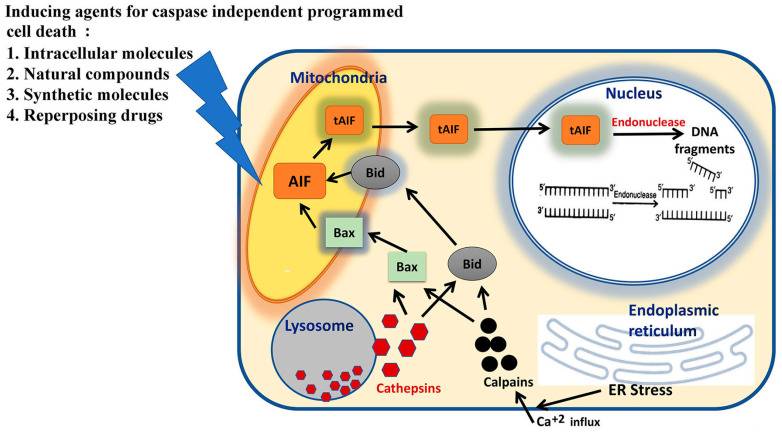 Inducing agents for caspase independent programmed
cell death :
1. Intracellular molecules
2. Natural compounds
3. Synthetic molecules
4. Reperposing drugs
Mitochondria
Nucleus
tAIF
tAIF
tAIF
Endonuclease
DNA
fragments
AIF
Bid
5′ 3′
Endonuclease
5′ 3′
5′
3′
5′ 3′
3′ 5′
3′ 5′
Bax
Bax
Bid
Lysosome
Endoplasmic
reticulum
Cathepsins
Calpains
ER Stress
Ca+2 influx